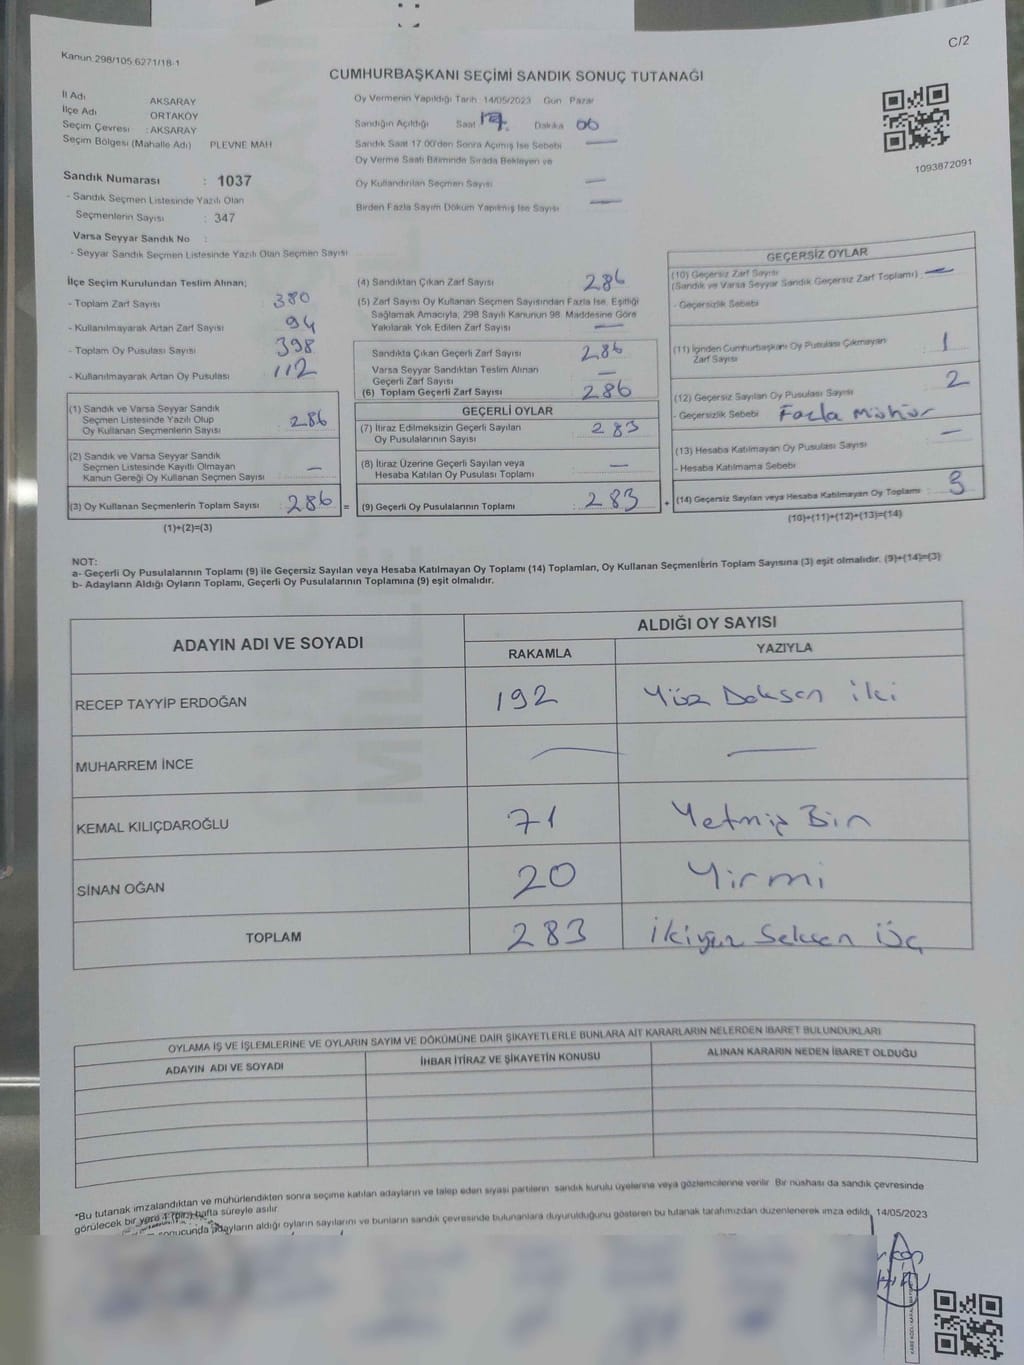 C/2
Kanun:298/105 6271/18-1
CUMHURBAŞKANI SEÇİMİ SANDIK SONUÇ TUTANAĞI
İl Adı AKSARAY
İlçe Adı ORTAKÖY
Seçim Çevresi : AKSARAY
Seçim Bölgesi (Mahalle Adı) PLEVNE MAH
Oy Vermenin Yapıldığı Tarih 14/05/2023 Gün Pazar
Sandığın Açıldığı Saat 17. Dakika 06
Sandık Saat 17 00'den Sonra Açımış İse Sebebi —
Oy Verme Saati Bitiminde Sırada Bekleyen ve
Oy Kullandırılan Seçmen Sayısı —
Birden Fazla Sayım Döküm Yapılmış İse Sayısı —
1093872091
Sandık Numarası : 1037
- Sandık Seçmen Listesinde Yazılı Olan
Seçmenlerin Sayısı : 347
Varsa Seyyar Sandık No :
- Seyyar Sandık Seçmen Listesinde Yazılı Olan Seçmen Sayısı
İlçe Seçim Kurulundan Teslim Alınan;
- Toplam Zarf Sayısı 380
- Kullanılmayarak Artan Zarf Sayısı 94
- Toplam Oy Pusulası Sayısı 398
- Kullanılmayarak Artan Oy Pusulası 112
(1) Sandık ve Varsa Seyyar Sandık
Seçmen Listesinde Yazılı Olup
Oy Kullanan Seçmenlerin Sayısı 286
(2) Sandık ve Varsa Seyyar Sandık
Seçmen Listesinde Kayıtlı Olmayan
Kanun Gereği Oy Kullanan Seçmen Sayısı —
(3) Oy Kullanan Seçmenlerin Toplam Sayısı : 286 =
(1)+(2)=(3)
(4) Sandıktan Çıkan Zarf Sayısı 286
(5) Zarf Sayısı Oy Kullanan Seçmen Sayısından Fazla İse, Eşitliği
Sağlamak Amacıyla; 298 Sayılı Kanunun 98. Maddesine Göre
Yakılarak Yok Edilen Zarf Sayısı —
Sandıkta Çıkan Geçerli Zarf Sayısı 286
Varsa Seyyar Sandıktan Teslim Alınan
Geçerli Zarf Sayısı —
(6) Toplam Geçerli Zarf Sayısı 286
GEÇERLİ OYLAR
(7) İtiraz Edilmeksizin Geçerli Sayılan
Oy Pusulalarının Sayısı 283
(8) İtiraz Üzerine Geçerli Sayılan veya
Hesaba Katılan Oy Pusulası Toplamı —
(9) Geçerli Oy Pusulalarının Toplamı : 283 +
GEÇERSİZ OYLAR
(10) Geçersiz Zarf Sayısı
(Sandık ve Varsa Seyyar Sandık Geçersiz Zarf Toplamı) : —
- Geçersizlik Sebebi
(11) İçinden Cumhurbaşkanı Oy Pusulası Çıkmayan
Zarf Sayısı 1
(12) Geçersiz Sayılan Oy Pusulası Sayısı 2
- Geçersizlik Sebebi Fazla Mühür
(13) Hesaba Katılmayan Oy Pusulası Sayısı —
- Hesaba Katılmama Sebebi
(14) Geçersiz Sayılan veya Hesaba Katılmayan Oy Toplamı : 3
(10)+(11)+(12)+(13)=(14)
NOT:
a- Geçerli Oy Pusulalarının Toplamı (9) ile Geçersiz Sayılan veya Hesaba Katılmayan Oy Toplamı (14) Toplamları, Oy Kullanan Seçmenlerin Toplam Sayısına (3) eşit olmalıdır. (9)+(14)=(3)
b- Adayların Aldığı Oyların Toplamı, Geçerli Oy Pusulalarının Toplamına (9) eşit olmalıdır.
ADAYIN ADI VE SOYADI ALDIĞI OY SAYISI
RAKAMLA YAZIYLA
RECEP TAYYİP ERDOĞAN 192 Yüz Doksan iki
MUHARREM İNCE — —
KEMAL KILIÇDAROĞLU 71 Yetmiş Bir
SİNAN OĞAN 20 Yirmi
TOPLAM 283 İkiyüz Seksen Üç
OYLAMA İŞ VE İŞLEMLERİNE VE OYLARIN SAYIM VE DÖKÜMÜNE DAİR ŞİKAYETLERLE BUNLARA AİT KARARLARIN NELERDEN İBARET BULUNDUKLARI
ADAYIN ADI VE SOYADI İHBAR İTİRAZ VE ŞİKAYETİN KONUSU ALINAN KARARIN NEDEN İBARET OLDUĞU
*Bu tutanak imzalandıktan ve mühürlendikten sonra seçime katılan adayların ve talep eden siyasi partilerin sandık kurulu üyelerine veya gözlemcilerine verilir. Bir nüshası da sandık çevresinde
görülecek bir yere 1 (bir) hafta süreyle asılır.
sonucunda adayların aldığı oyların sayılarını ve bunların sandık çevresinde bulunanlara duyurulduğunu gösteren bu tutanak tarafımızdan düzenlenerek imza edildi. 14/05/2023